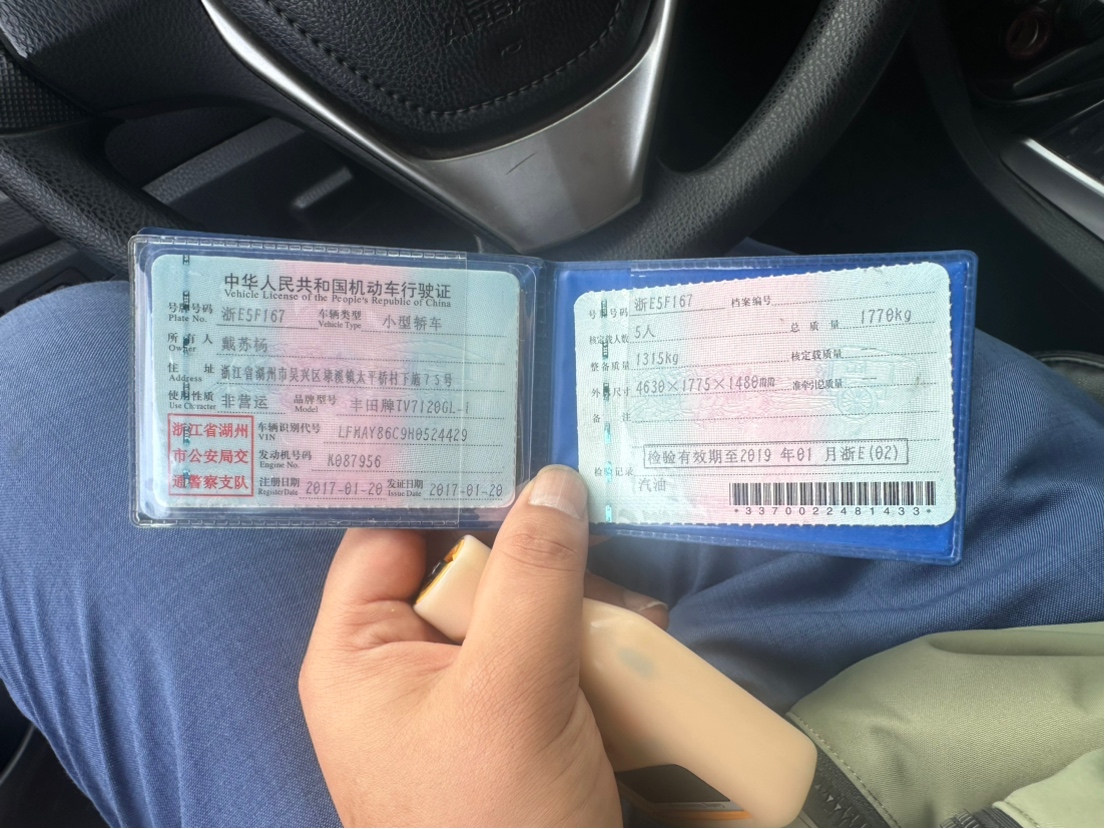 中华人民共和国机动车行驶证
Vehicle License of the People's Republic of China
号牌号码 浙E5F167 车辆类型 小型轿车
Plate No. Vehicle Type
所有人 戴苏杨
Owner
住址 浙江省湖州市吴兴区埭溪镇太平桥村下施75号
Address
使用性质 非营运 品牌型号 丰田牌TV7120GL-i
Use Character Model
浙江省湖州
市公安局交
通警察支队
车辆识别代号 LFMAY86C9H0524429
VIN
发动机号码 K087956
Engine No.
注册日期 2017-01-20 发证日期 2017-01-20
Register Date Issue Date
号牌号码 浙E5F167 档案编号
核定载人数 5人 总质量 1770kg
整备质量 1315kg 核定载质量
外廓尺寸 4630×1775×1480mm 准牵引总质量
备注
检验有效期至2019年01月浙E(02)
检验记录
汽油
*3370022481433*